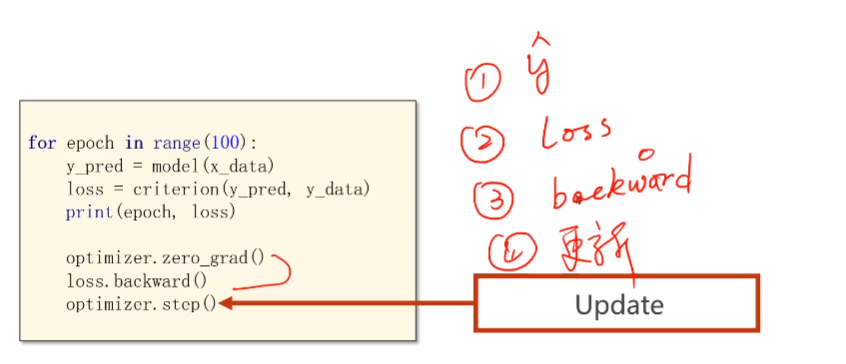 for epoch in range(100):
y_pred = model(x_data)
loss = criterion(y_pred, y_data)
print(epoch, loss)
optimizer.zero_grad()
loss.backward()
optimizer.step()
① ŷ
② Loss
③ backward
④ 更新
Update